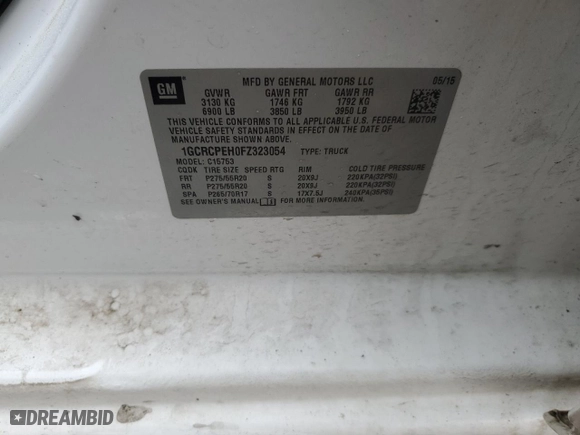 GM
MFD BY GENERAL MOTORS LLC 05/15
GVWR GAWR FRT GAWR RR
3130 KG 1746 KG 1792 KG
6900 LB 3850 LB 3950 LB
THIS VEHICLE CONFORMS TO ALL APPLICABLE U.S. FEDERAL MOTOR
VEHICLE SAFETY STANDARDS IN EFFECT ON THE DATE OF
MANUFACTURE SHOWN ABOVE.
1GCRCPEH0FZ323054 TYPE: TRUCK
MODEL: C15753
CQDK TIRE SIZE SPEED RTG RIM COLD TIRE PRESSURE
FRT P275/55R20 S 20X9J 220KPA(32PSI)
RR P275/55R20 S 20X9J 220KPA(32PSI)
SPA P265/70R17 S 17X7.5J 240KPA(35PSI)
SEE OWNER'S MANUAL FOR ADDITIONAL INFORMATION.
DREAMBID